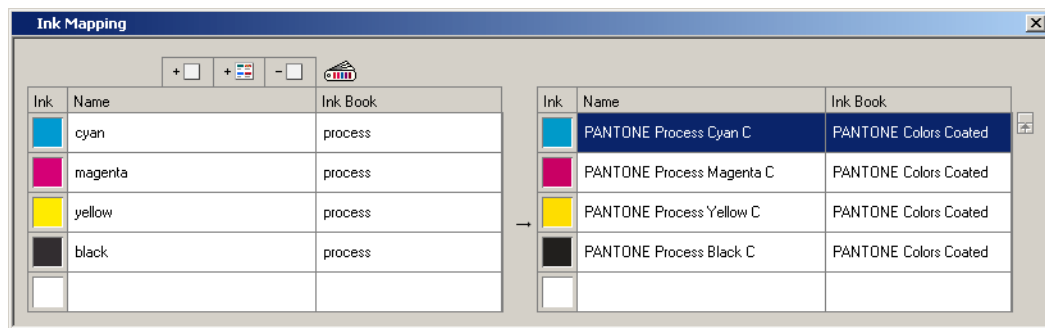 Ink Mapping
+ + -
Ink Name Ink Book Ink Name Ink Book
cyan process PANTONE Process Cyan C PANTONE Colors Coated
magenta process PANTONE Process Magenta C PANTONE Colors Coated
yellow process PANTONE Process Yellow C PANTONE Colors Coated
→
black process PANTONE Process Black C PANTONE Colors Coated